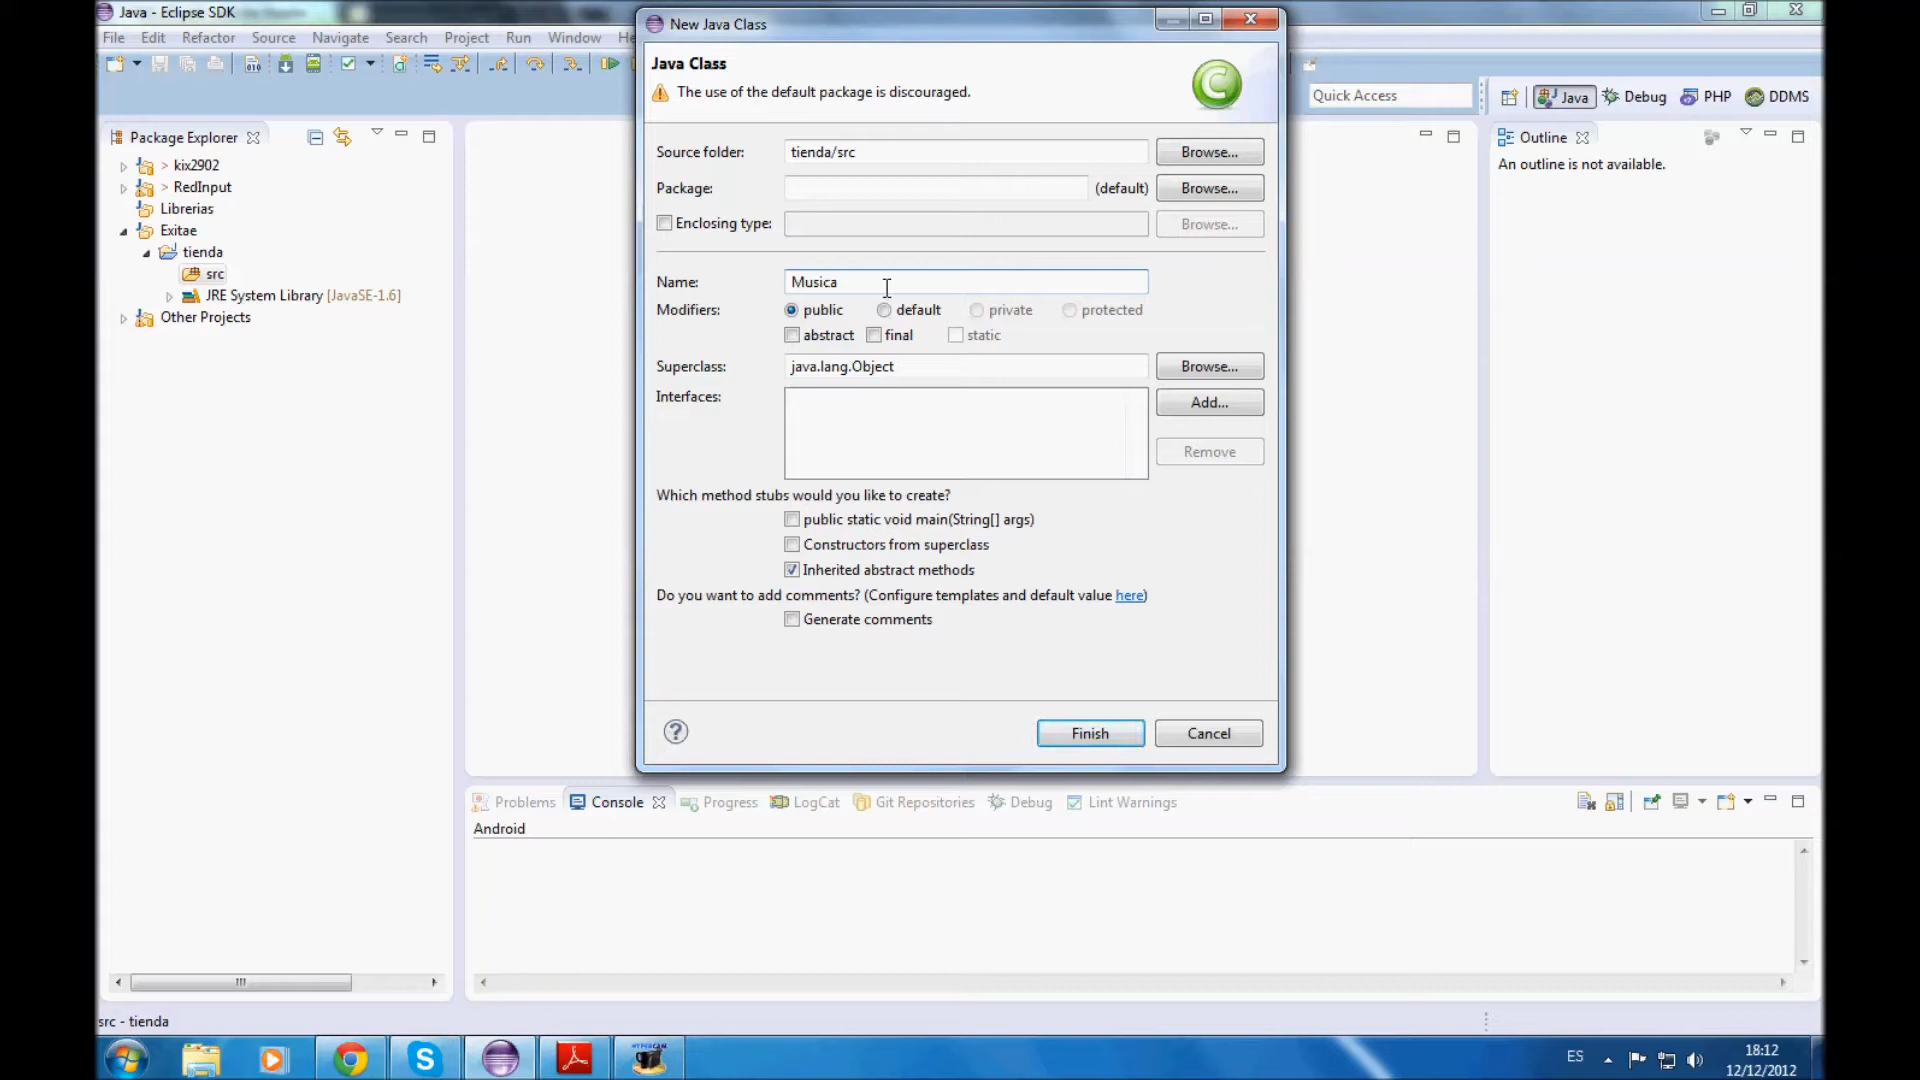 Java - Eclipse SDK
New Java Class
File Edit Refactor Source Navigate Search Project Run Window He
Java Class
The use of the default package is discouraged.
Quick Access
Java Debug PHP DDMS
Package Explorer
Outline
An outline is not available.
> kix2902
> RedInput
Librerias
Exitae
tienda
src
JRE System Library [JavaSE-1.6]
Other Projects
Source folder: tienda/src Browse...
Package: (default) Browse...
Enclosing type: Browse...
Name: Musica
Modifiers: public default private protected
abstract final static
Superclass: java.lang.Object Browse...
Interfaces: Add...
Remove
Which method stubs would you like to create?
public static void main(String[] args)
Constructors from superclass
Inherited abstract methods
Do you want to add comments? (Configure templates and default value here)
Generate comments
Finish Cancel
Problems Console Progress LogCat Git Repositories Debug Lint Warnings
Android
src - tienda
ES
18:12
12/12/2012